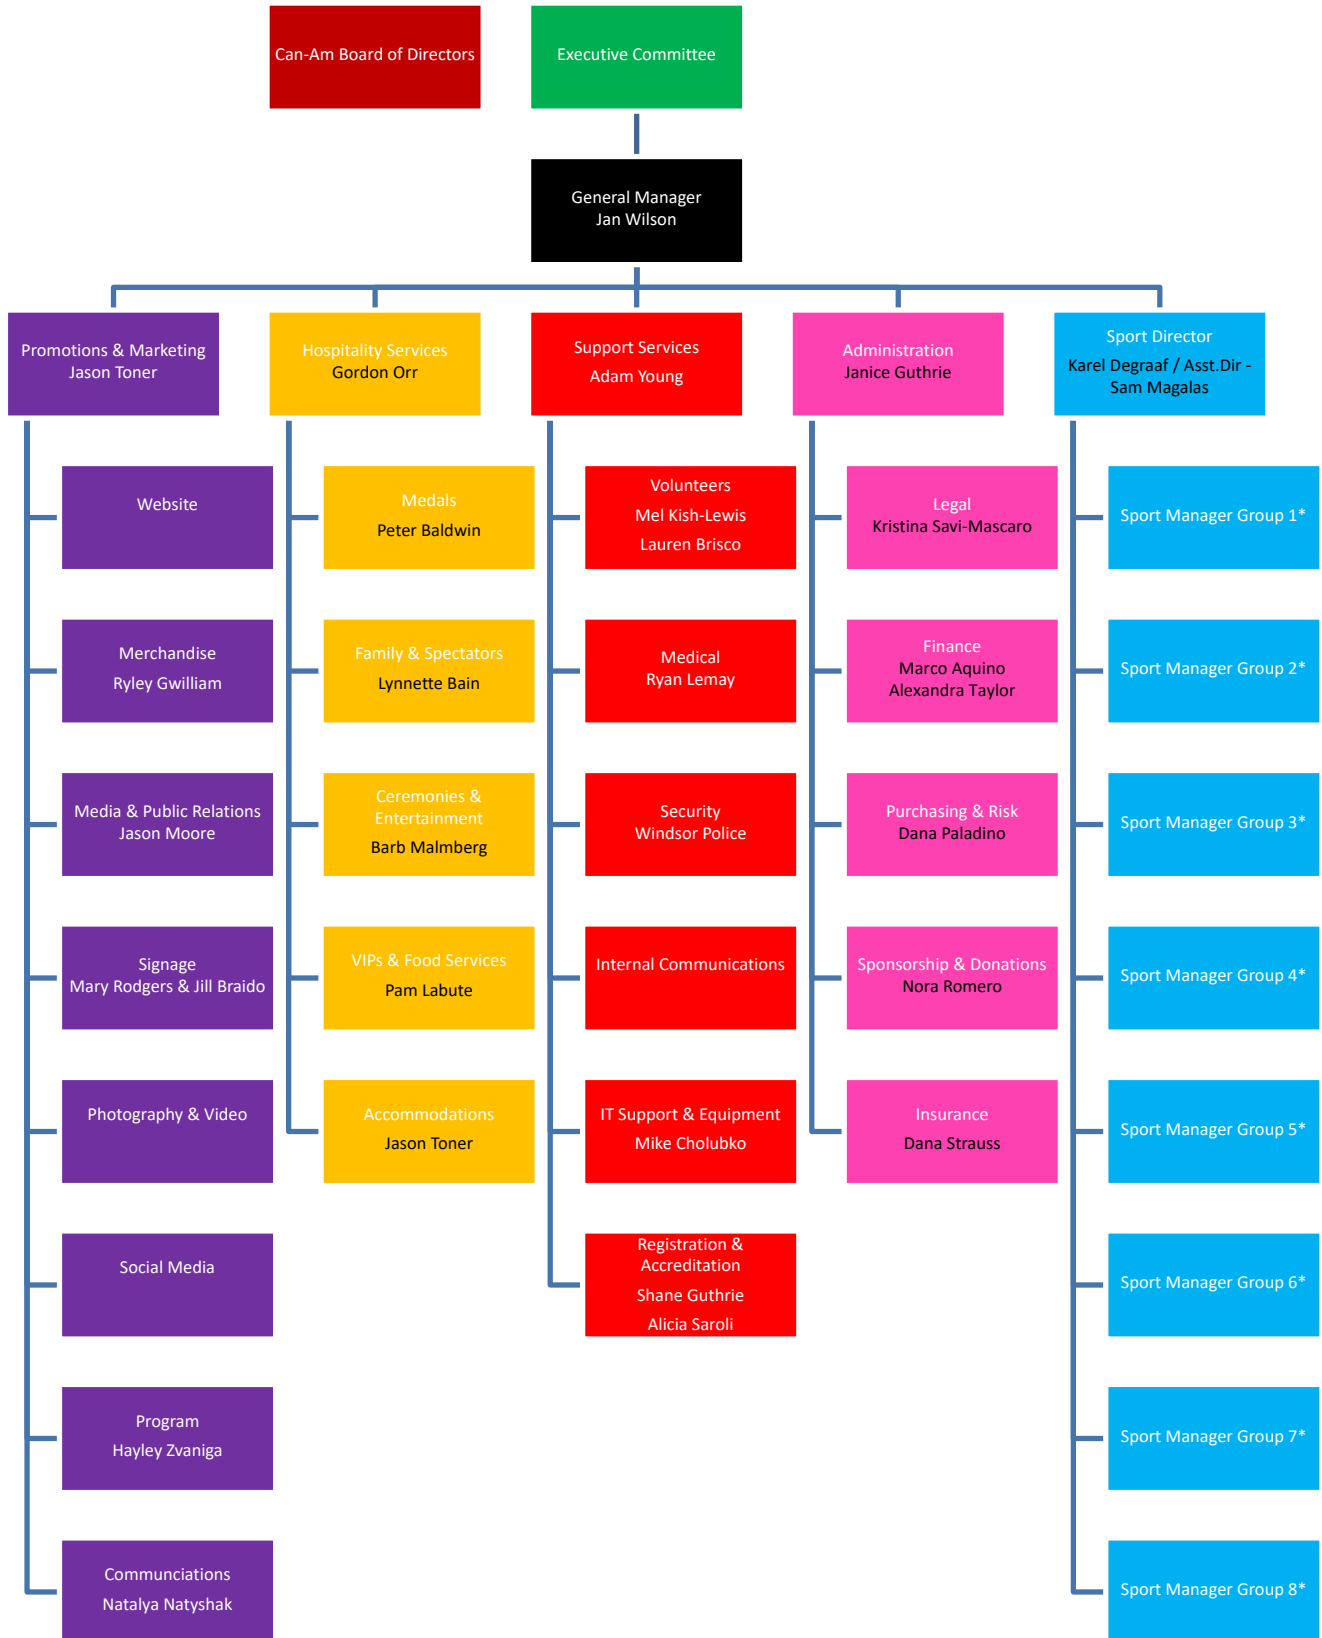 Can-Am Board of Directors
Executive Committee
General Manager
Jan Wilson
Promotions & Marketing
Jason Toner
Website
Merchandise
Ryley Gwilliam
Media & Public Relations
Jason Moore
Signage
Mary Rodgers & Jill Braido
Photography & Video
Social Media
Program
Hayley Zvaniga
Communciations
Natalya Natyshak
Hospitality Services
Gordon Orr
Medals
Peter Baldwin
Family & Spectators
Lynnette Bain
Ceremonies &
Entertainment
Barb Malmberg
VIPs & Food Services
Pam Labute
Accommodations
Jason Toner
Support Services
Adam Young
Volunteers
Mel Kish-Lewis
Lauren Brisco
Medical
Ryan Lemay
Security
Windsor Police
Internal Communications
IT Support & Equipment
Mike Cholubko
Registration &
Accreditation
Shane Guthrie
Alicia Saroli
Administration
Janice Guthrie
Legal
Kristina Savi-Mascaro
Finance
Marco Aquino
Alexandra Taylor
Purchasing & Risk
Dana Paladino
Sponsorship & Donations
Nora Romero
Insurance
Dana Strauss
Sport Director
Karel Degraaf / Asst.Dir -
Sam Magalas
Sport Manager Group 1*
Sport Manager Group 2*
Sport Manager Group 3*
Sport Manager Group 4*
Sport Manager Group 5*
Sport Manager Group 6*
Sport Manager Group 7*
Sport Manager Group 8*